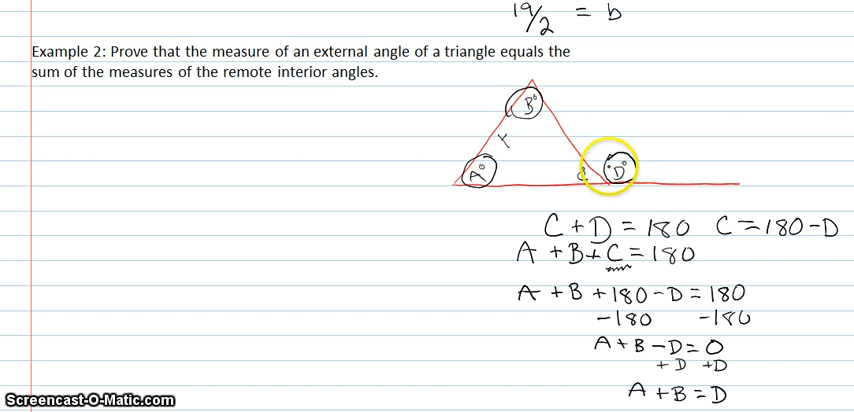 19/2 = b
Example 2: Prove that the measure of an external angle of a triangle equals the
sum of the measures of the remote interior angles.
B°
+
A° C D°
C + D = 180 C = 180 - D
A + B + C = 180
A + B + 180 - D = 180
-180 -180
A + B - D = 0
+ D + D
A + B = D
Screencast-O-Matic.com